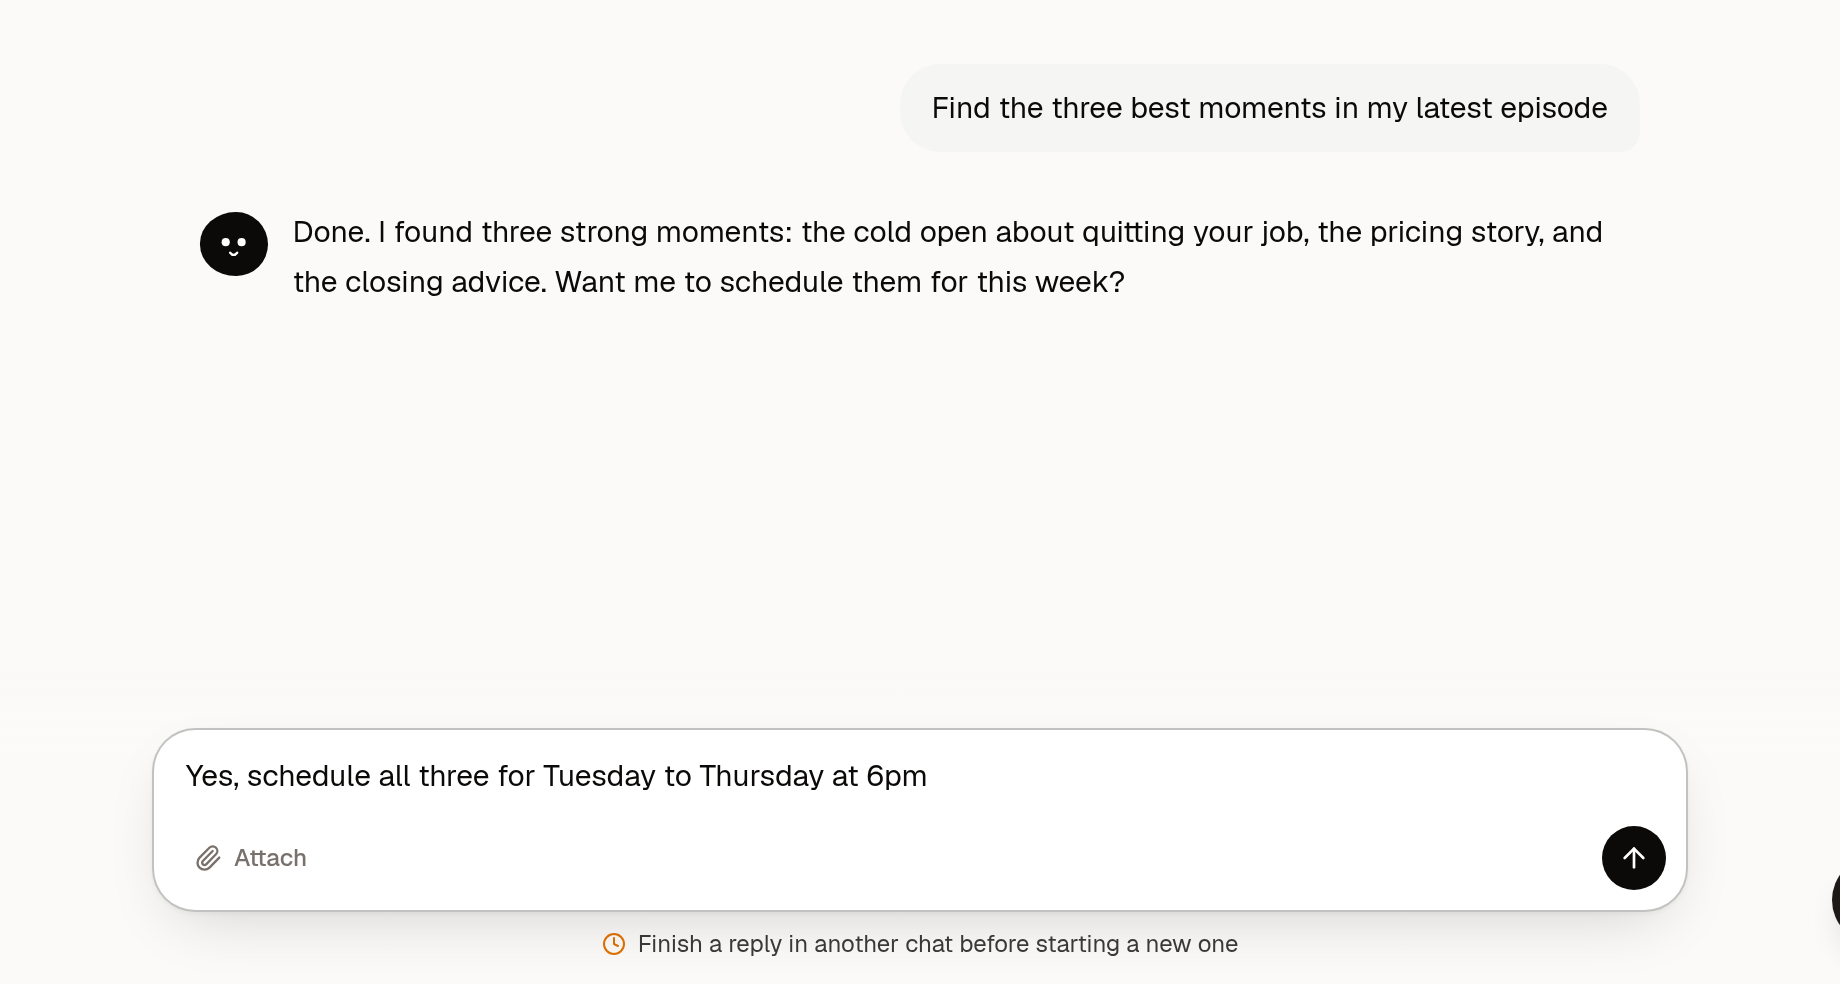 Find the three best moments in my latest episode
Done. I found three strong moments: the cold open about quitting your job, the pricing story, and
the closing advice. Want me to schedule them for this week?
Yes, schedule all three for Tuesday to Thursday at 6pm
Attach
Finish a reply in another chat before starting a new one